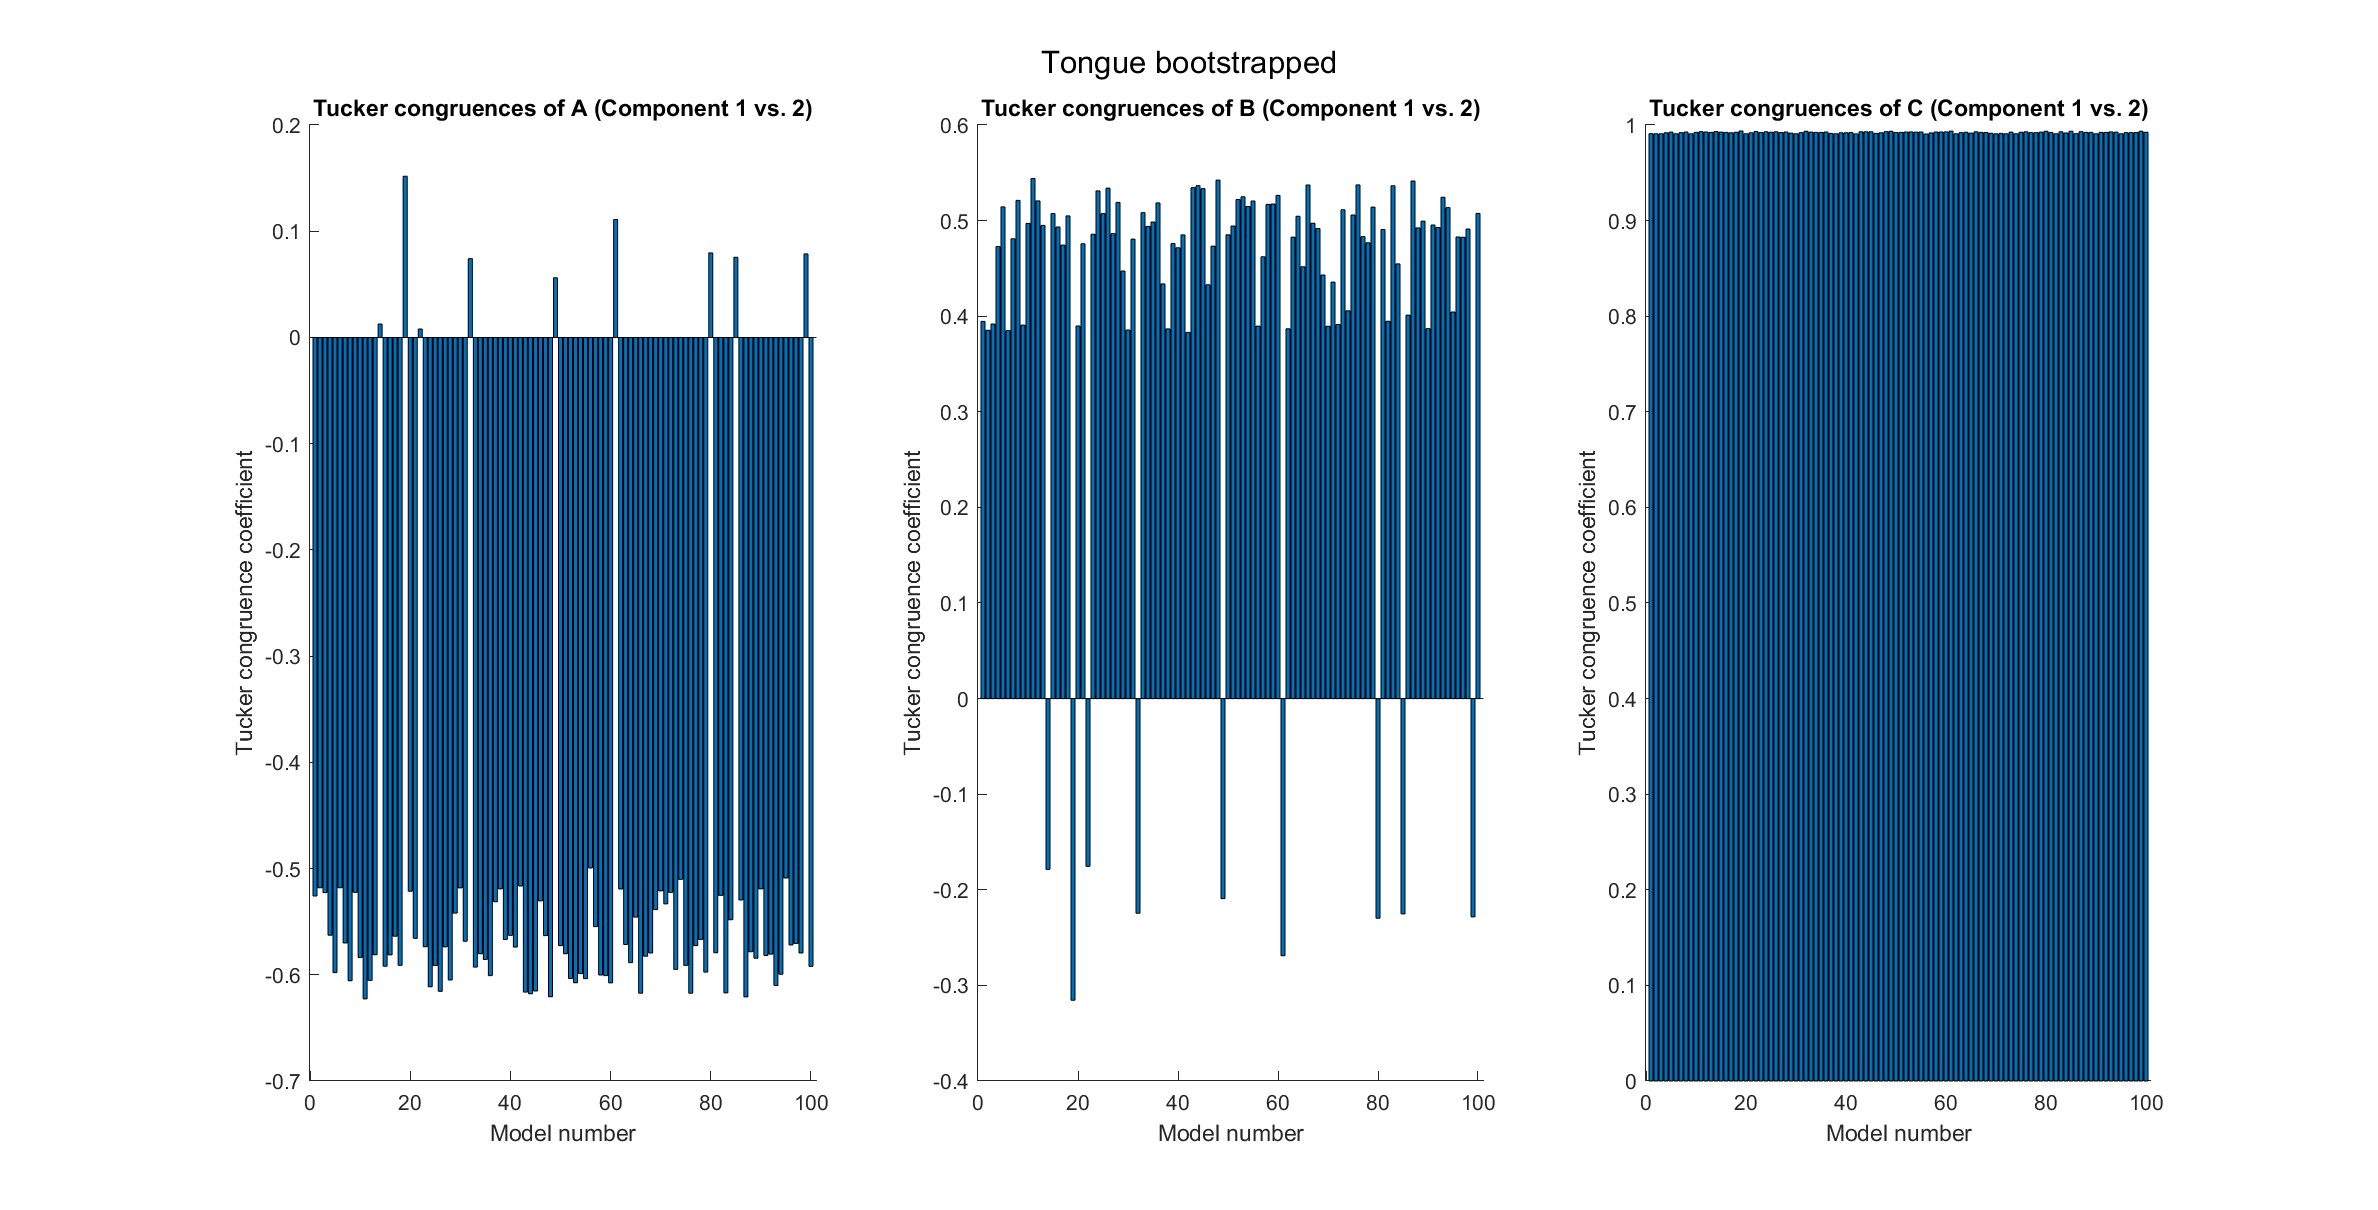 Tongue bootstrapped
Tucker congruences of A (Component 1 vs. 2)
0.2
0.1
0
-0.1
-0.2
-0.3
-0.4
-0.5
-0.6
-0.7
Tucker congruence coefficient
0 20 40 60 80 100
Model number
Tucker congruences of B (Component 1 vs. 2)
0.6
0.5
0.4
0.3
0.2
0.1
0
-0.1
-0.2
-0.3
-0.4
Tucker congruence coefficient
0 20 40 60 80 100
Model number
Tucker congruences of C (Component 1 vs. 2)
1
0.9
0.8
0.7
0.6
0.5
0.4
0.3
0.2
0.1
0
Tucker congruence coefficient
0 20 40 60 80 100
Model number